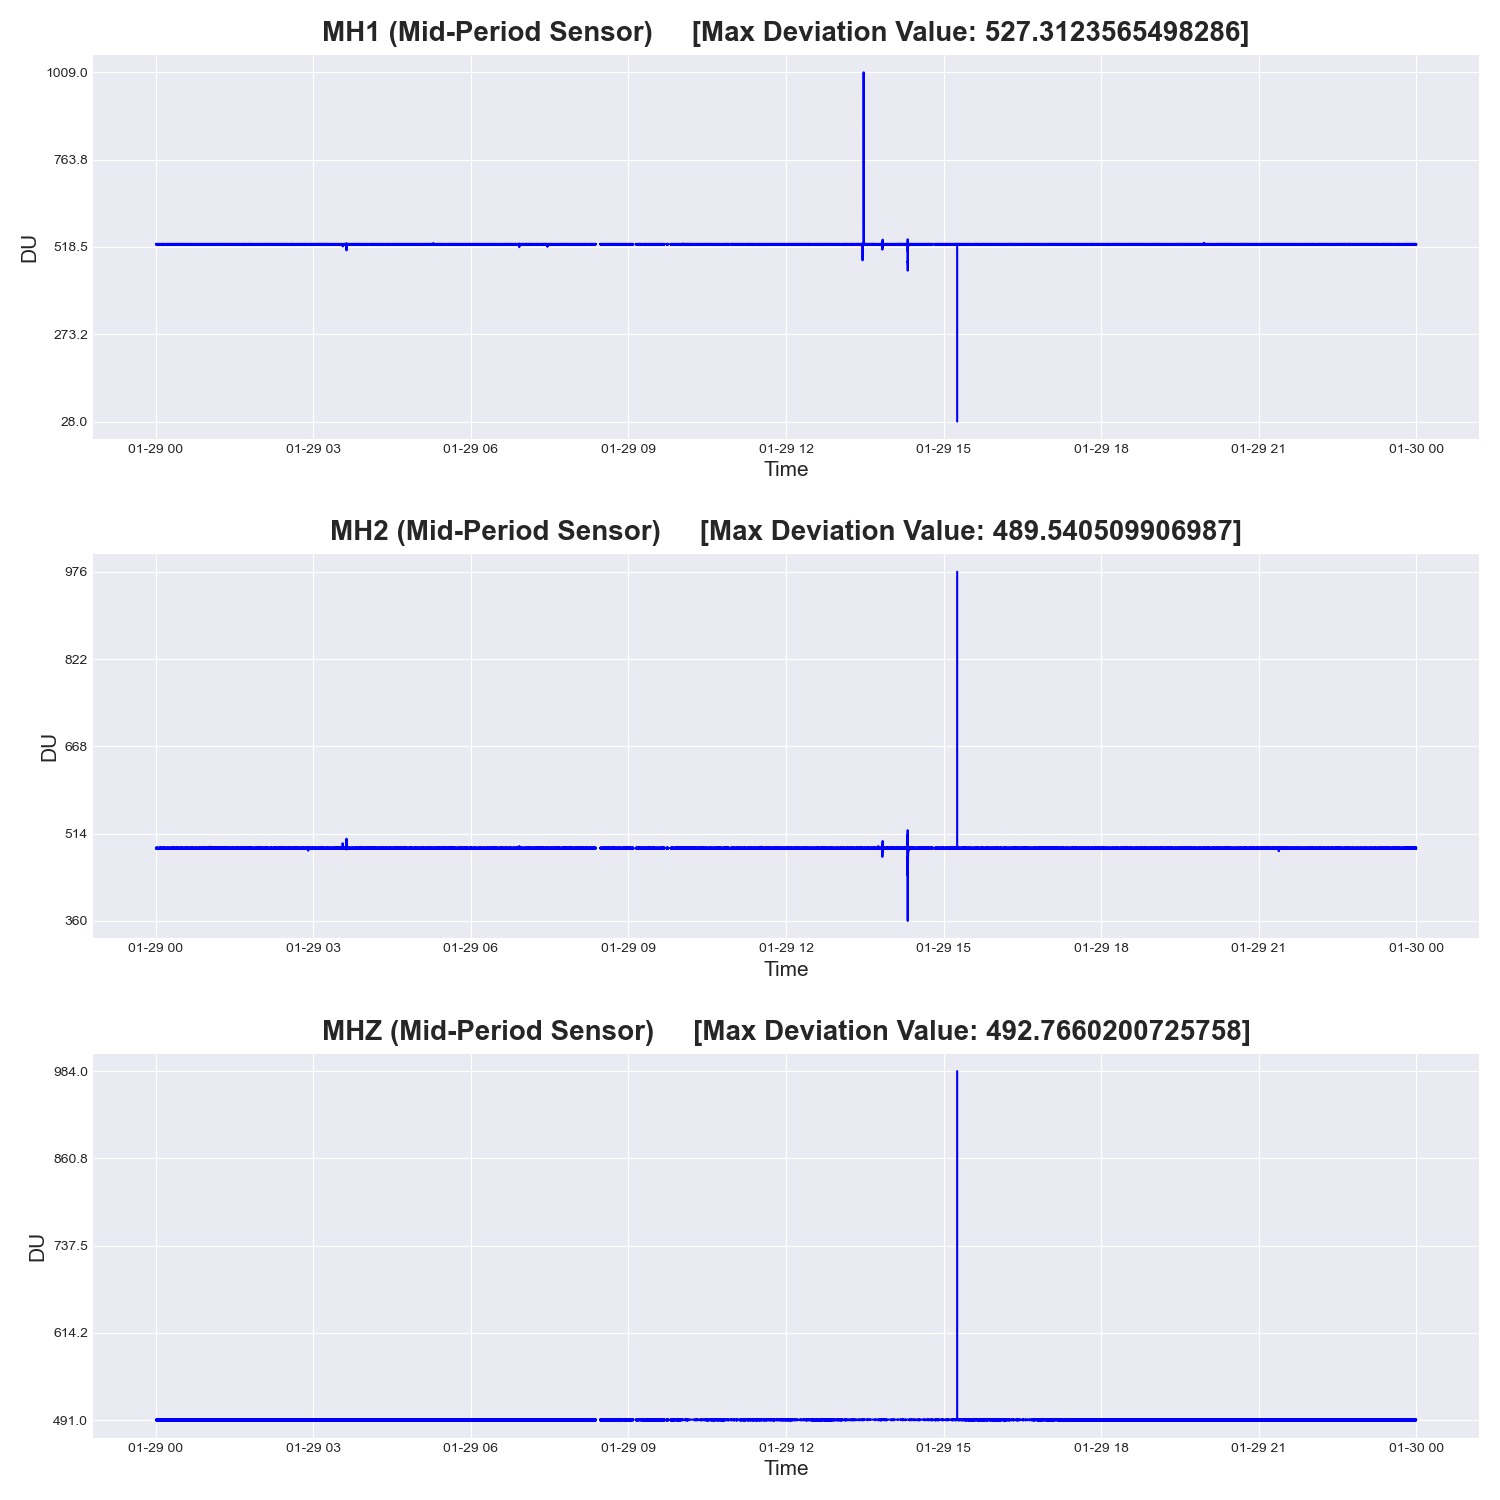 MH1 (Mid-Period Sensor) [Max Deviation Value: 527.3123565498286]
1009.0
763.8
518.5
273.2
28.0
DU
01-29 00 01-29 03 01-29 06 01-29 09 01-29 12 01-29 15 01-29 18 01-29 21 01-30 00
Time
MH2 (Mid-Period Sensor) [Max Deviation Value: 489.540509906987]
976
822
668
514
360
DU
01-29 00 01-29 03 01-29 06 01-29 09 01-29 12 01-29 15 01-29 18 01-29 21 01-30 00
Time
MHZ (Mid-Period Sensor) [Max Deviation Value: 492.7660200725758]
984.0
860.8
737.5
614.2
491.0
DU
01-29 00 01-29 03 01-29 06 01-29 09 01-29 12 01-29 15 01-29 18 01-29 21 01-30 00
Time